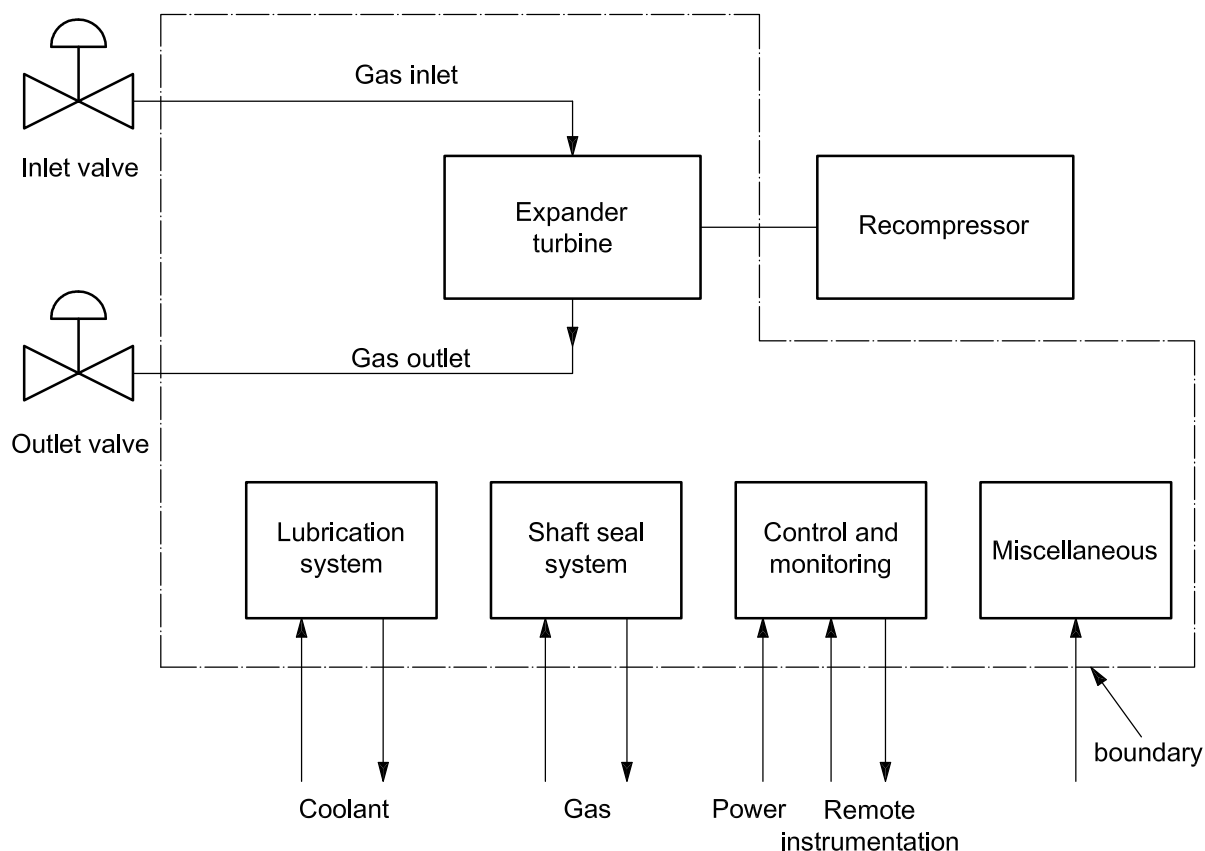 Gas inlet
Inlet valve
Expander
turbine
Recompressor
Gas outlet
Outlet valve
Lubrication
system
Shaft seal
system
Control and
monitoring
Miscellaneous
boundary
Coolant
Gas
Power
Remote
instrumentation